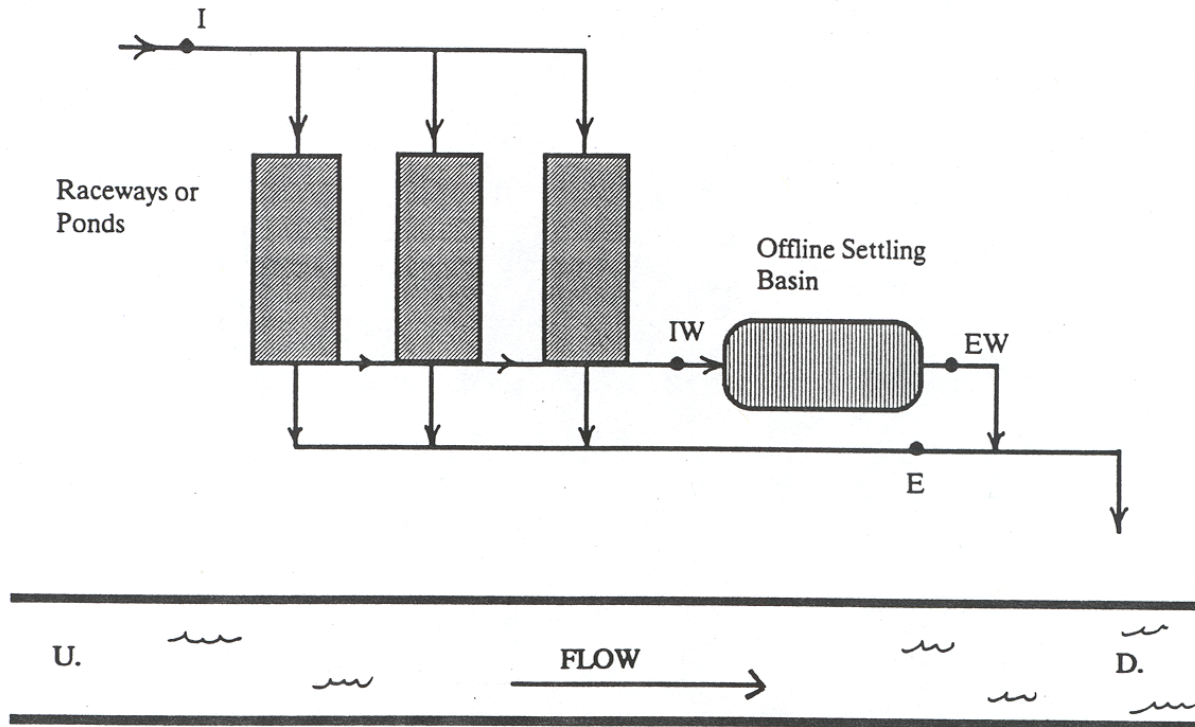 I
Raceways or
Ponds
Offline Settling
Basin
IW
EW
E
U.
FLOW
D.